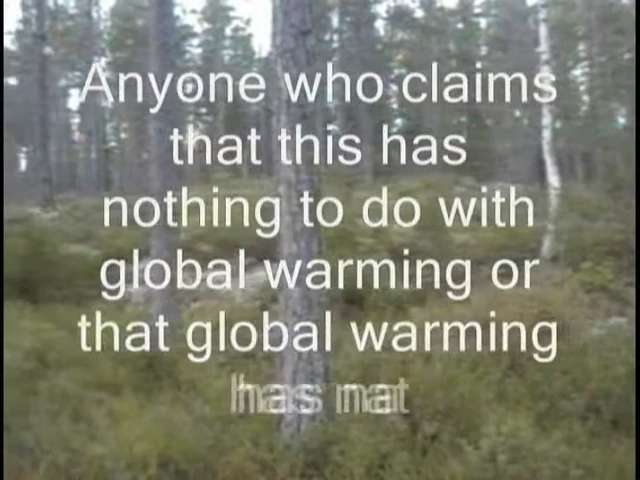 Anyone who claims
that this has
nothing to do with
global warming or
that global warming
has